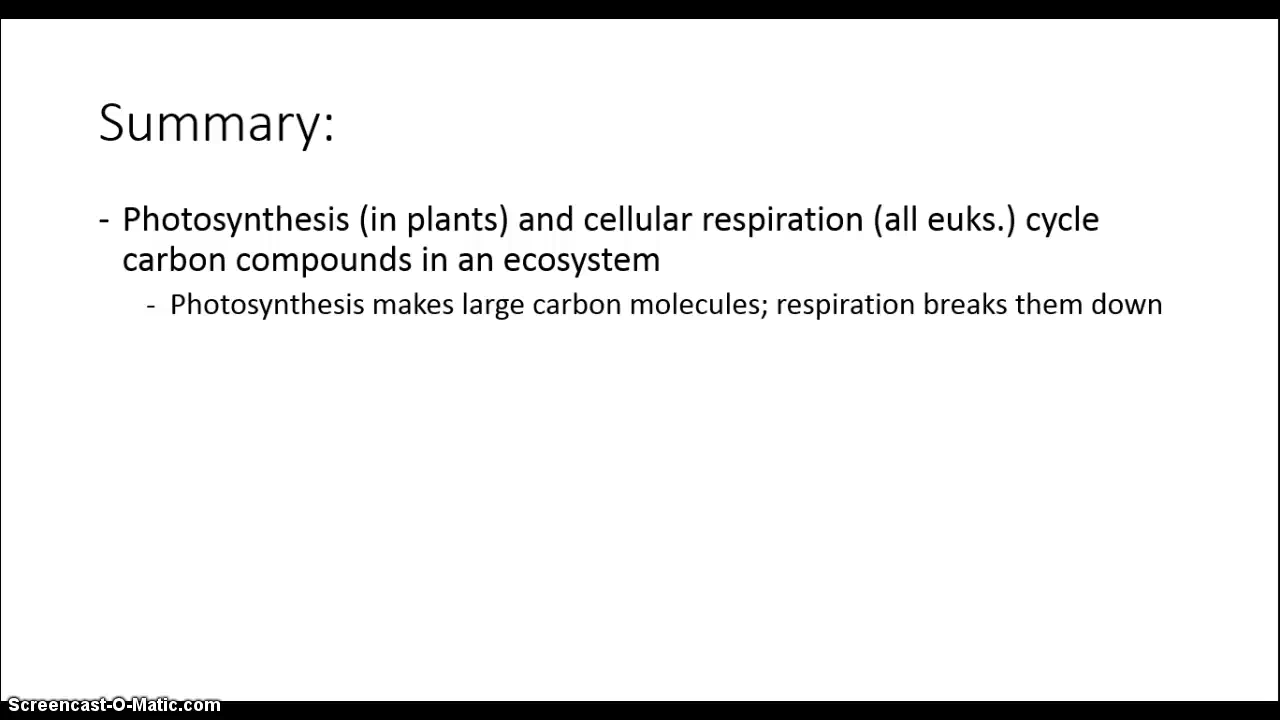 Summary:
- Photosynthesis (in plants) and cellular respiration (all euks.) cycle
carbon compounds in an ecosystem
- Photosynthesis makes large carbon molecules; respiration breaks them down
Screencast-O-Matic.com